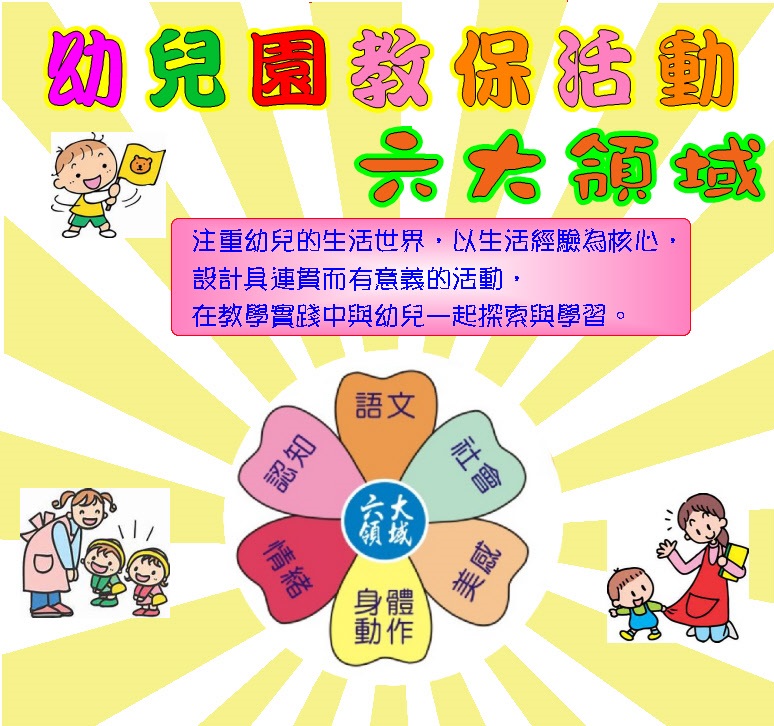 幼兒園教保活動
六大領域
注重幼兒的生活世界，以生活經驗為核心，
設計具連貫而有意義的活動，
在教學實踐中與幼兒一起探索與學習。
語文
認知
社會
六大
領域
情緒
美感
身體
動作